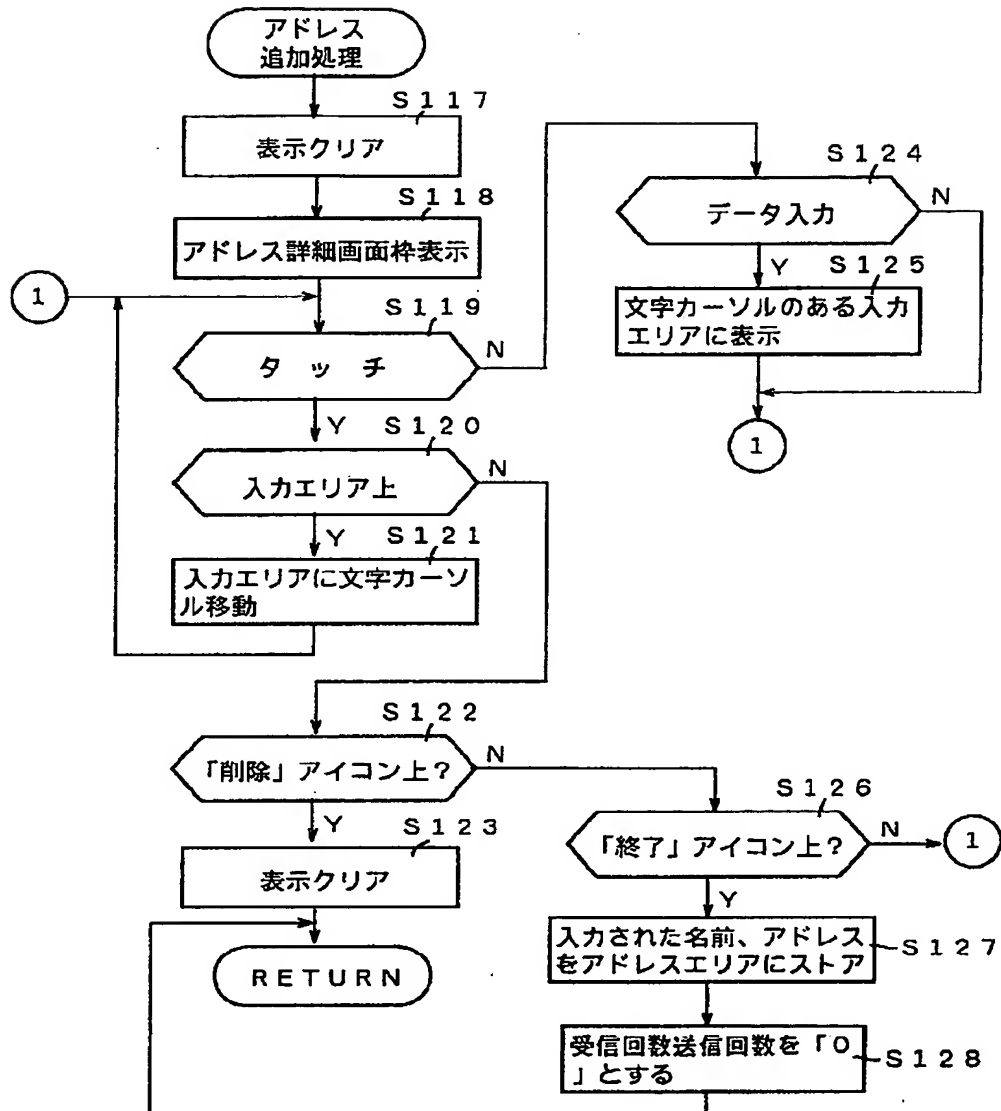 アドレス
追加処理
S117
表示クリア
S118
アドレス詳細画面枠表示
1
S119
タッチ
N
Y
S120
入力エリア上
N
Y
S121
入力エリアに文字カーソ
ル移動
S122
「削除」アイコン上?
N
Y
S123
表示クリア
RETURN
S124
データ入力
N
Y
S125
文字カーソルのある入力
エリアに表示
1
S126
「終了」アイコン上?
N
1
Y
入力された名前、アドレス
をアドレスエリアにストア
S127
受信回数送信回数を「0
」とする
S128